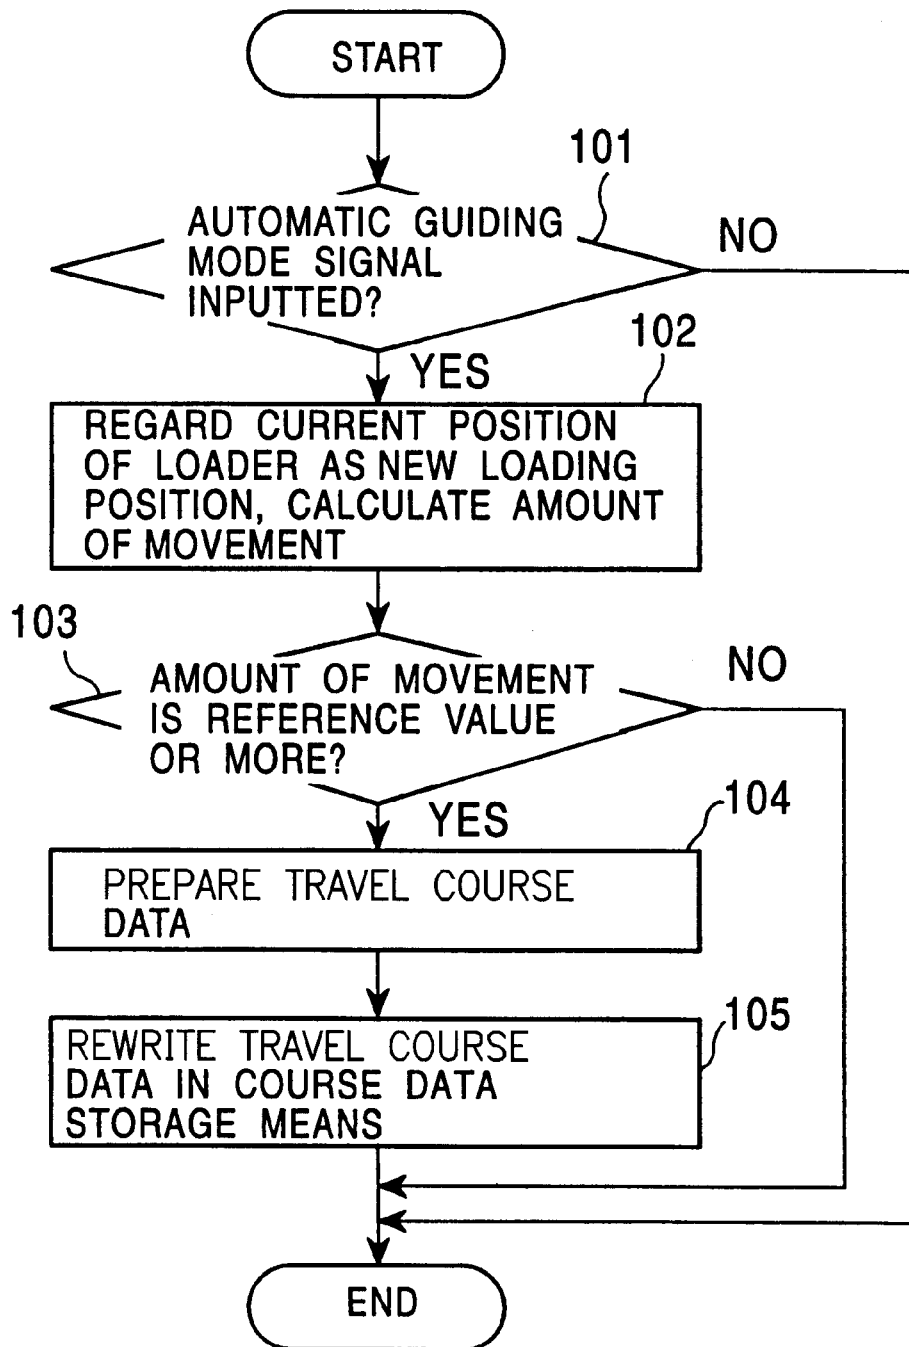 START
101
AUTOMATIC GUIDING
MODE SIGNAL
INPUTTED?
NO
YES
102
REGARD CURRENT POSITION
OF LOADER AS NEW LOADING
POSITION, CALCULATE AMOUNT
OF MOVEMENT
103
AMOUNT OF MOVEMENT
IS REFERENCE VALUE
OR MORE?
NO
YES
104
PREPARE TRAVEL COURSE
DATA
105
REWRITE TRAVEL COURSE
DATA IN COURSE DATA
STORAGE MEANS
END